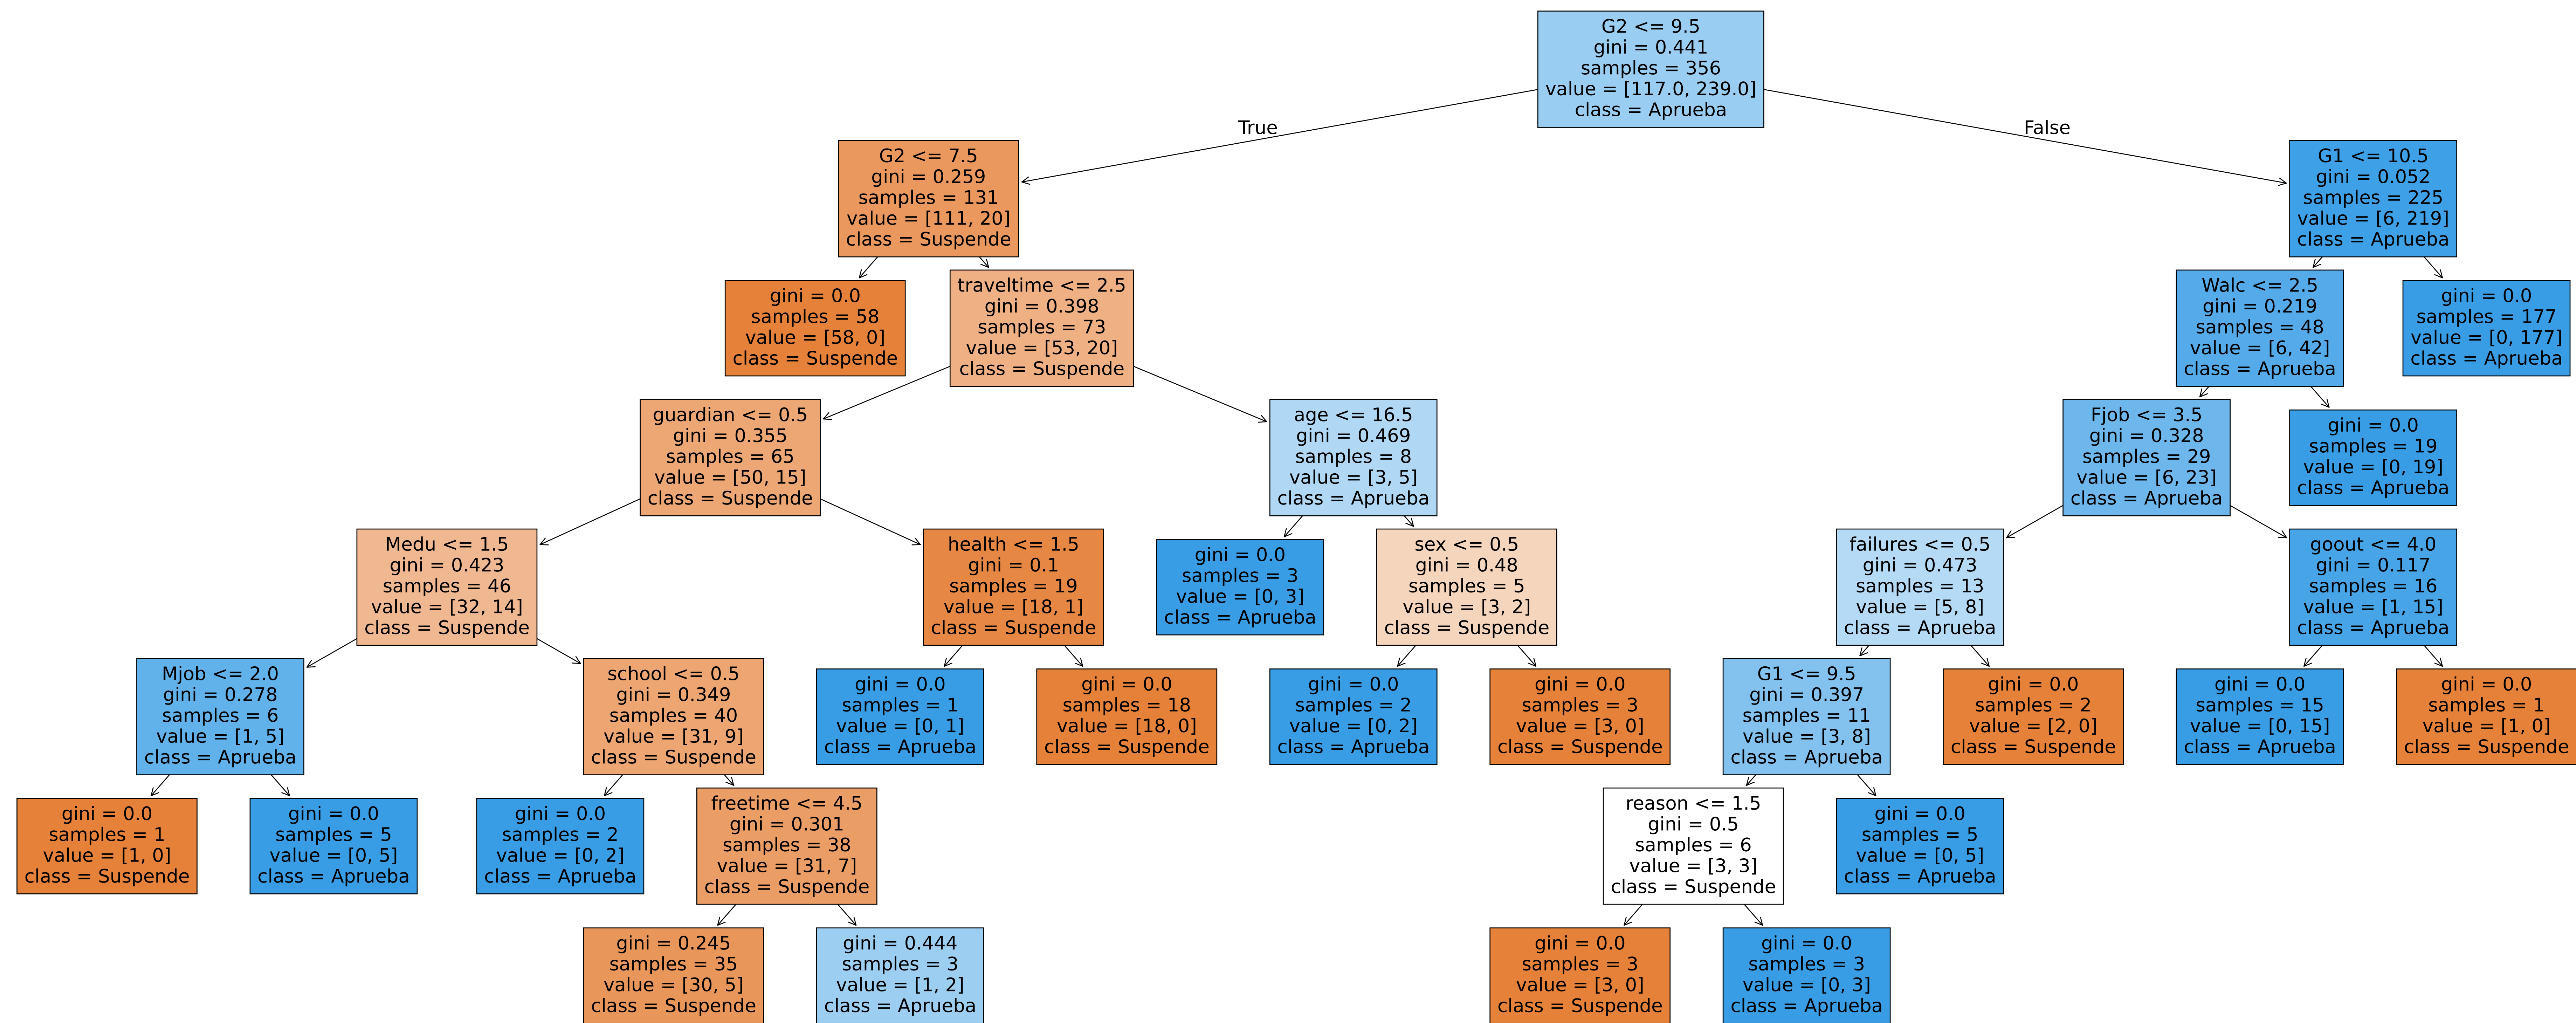 G2 <= 9.5
gini = 0.441
samples = 356
value = [117.0, 239.0]
class = Aprueba
True
False
G2 <= 7.5
gini = 0.259
samples = 131
value = [111, 20]
class = Suspende
G1 <= 10.5
gini = 0.052
samples = 225
value = [6, 219]
class = Aprueba
gini = 0.0
samples = 58
value = [58, 0]
class = Suspende
traveltime <= 2.5
gini = 0.398
samples = 73
value = [53, 20]
class = Suspende
Walc <= 2.5
gini = 0.219
samples = 48
value = [6, 42]
class = Aprueba
gini = 0.0
samples = 177
value = [0, 177]
class = Aprueba
guardian <= 0.5
gini = 0.355
samples = 65
value = [50, 15]
class = Suspende
age <= 16.5
gini = 0.469
samples = 8
value = [3, 5]
class = Aprueba
Fjob <= 3.5
gini = 0.328
samples = 29
value = [6, 23]
class = Aprueba
gini = 0.0
samples = 19
value = [0, 19]
class = Aprueba
Medu <= 1.5
gini = 0.423
samples = 46
value = [32, 14]
class = Suspende
health <= 1.5
gini = 0.1
samples = 19
value = [18, 1]
class = Suspende
gini = 0.0
samples = 3
value = [0, 3]
class = Aprueba
sex <= 0.5
gini = 0.48
samples = 5
value = [3, 2]
class = Suspende
failures <= 0.5
gini = 0.473
samples = 13
value = [5, 8]
class = Aprueba
goout <= 4.0
gini = 0.117
samples = 16
value = [1, 15]
class = Aprueba
Mjob <= 2.0
gini = 0.278
samples = 6
value = [1, 5]
class = Aprueba
school <= 0.5
gini = 0.349
samples = 40
value = [31, 9]
class = Suspende
gini = 0.0
samples = 1
value = [0, 1]
class = Aprueba
gini = 0.0
samples = 18
value = [18, 0]
class = Suspende
gini = 0.0
samples = 2
value = [0, 2]
class = Aprueba
gini = 0.0
samples = 3
value = [3, 0]
class = Suspende
G1 <= 9.5
gini = 0.397
samples = 11
value = [3, 8]
class = Aprueba
gini = 0.0
samples = 2
value = [2, 0]
class = Suspende
gini = 0.0
samples = 15
value = [0, 15]
class = Aprueba
gini = 0.0
samples = 1
value = [1, 0]
class = Suspende
gini = 0.0
samples = 1
value = [1, 0]
class = Suspende
gini = 0.0
samples = 5
value = [0, 5]
class = Aprueba
gini = 0.0
samples = 2
value = [0, 2]
class = Aprueba
freetime <= 4.5
gini = 0.301
samples = 38
value = [31, 7]
class = Suspende
reason <= 1.5
gini = 0.5
samples = 6
value = [3, 3]
class = Suspende
gini = 0.0
samples = 5
value = [0, 5]
class = Aprueba
gini = 0.245
samples = 35
value = [30, 5]
class = Suspende
gini = 0.444
samples = 3
value = [1, 2]
class = Aprueba
gini = 0.0
samples = 3
value = [3, 0]
class = Suspende
gini = 0.0
samples = 3
value = [0, 3]
class = Aprueba